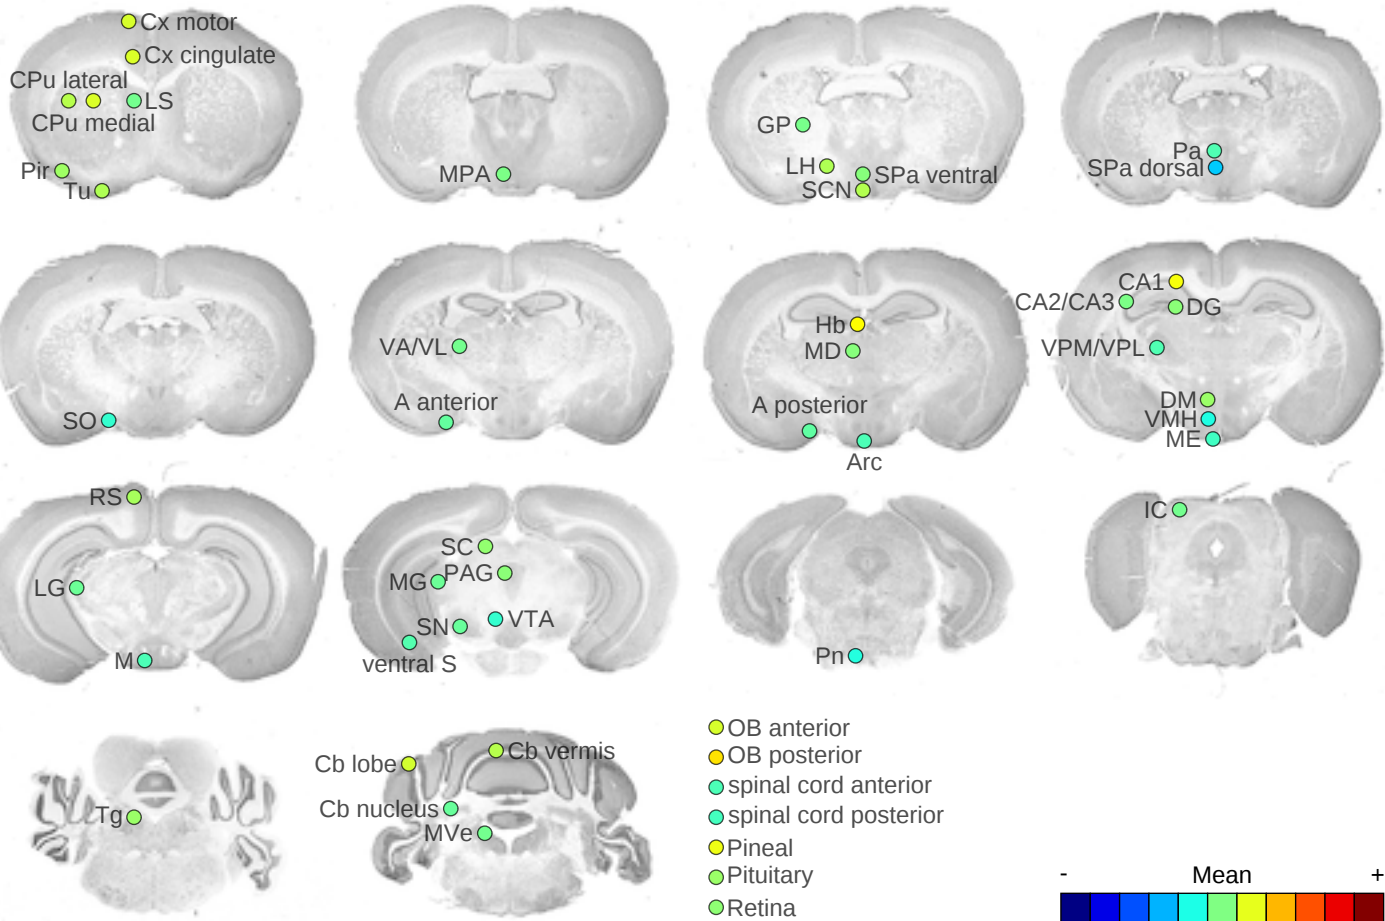 Cx motor
Cx cingulate
CPu lateral
LS
CPu medial
Pir
Tu
MPA
GP
LH
SPa ventral
SCN
Pa
SPa dorsal
SO
VA/VL
A anterior
Hb
MD
A posterior
Arc
CA1
CA2/CA3
DG
VPM/VPL
DM
VMH
ME
RS
LG
M
SC
PAG
MG
SN
VTA
ventral S
Pn
IC
Tg
Cb lobe
Cb vermis
Cb nucleus
MVe
OB anterior
OB posterior
spinal cord anterior
spinal cord posterior
Pineal
Pituitary
Retina
- Mean +